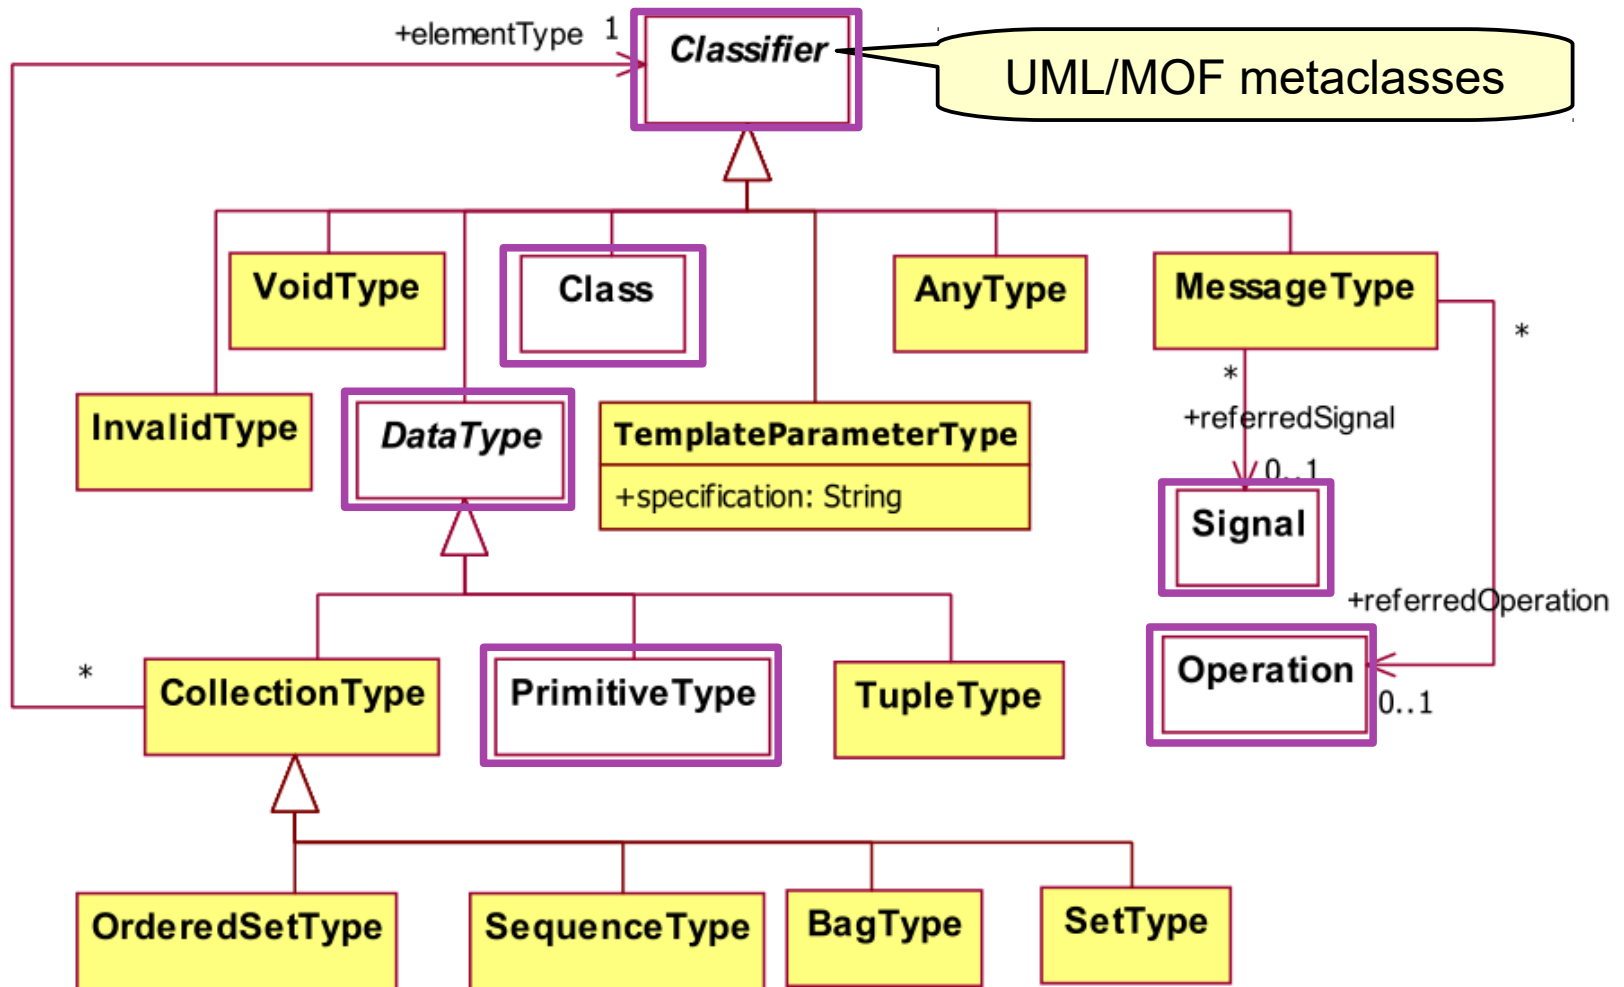 +elementType 1
Classifier
UML/MOF metaclasses
VoidType
Class
AnyType
MessageType
*
*
InvalidType
DataType
TemplateParameterType
+specification: String
+referredSignal
0..1
Signal
+referredOperation
*
CollectionType
PrimitiveType
TupleType
Operation
0..1
OrderedSetType
SequenceType
BagType
SetType